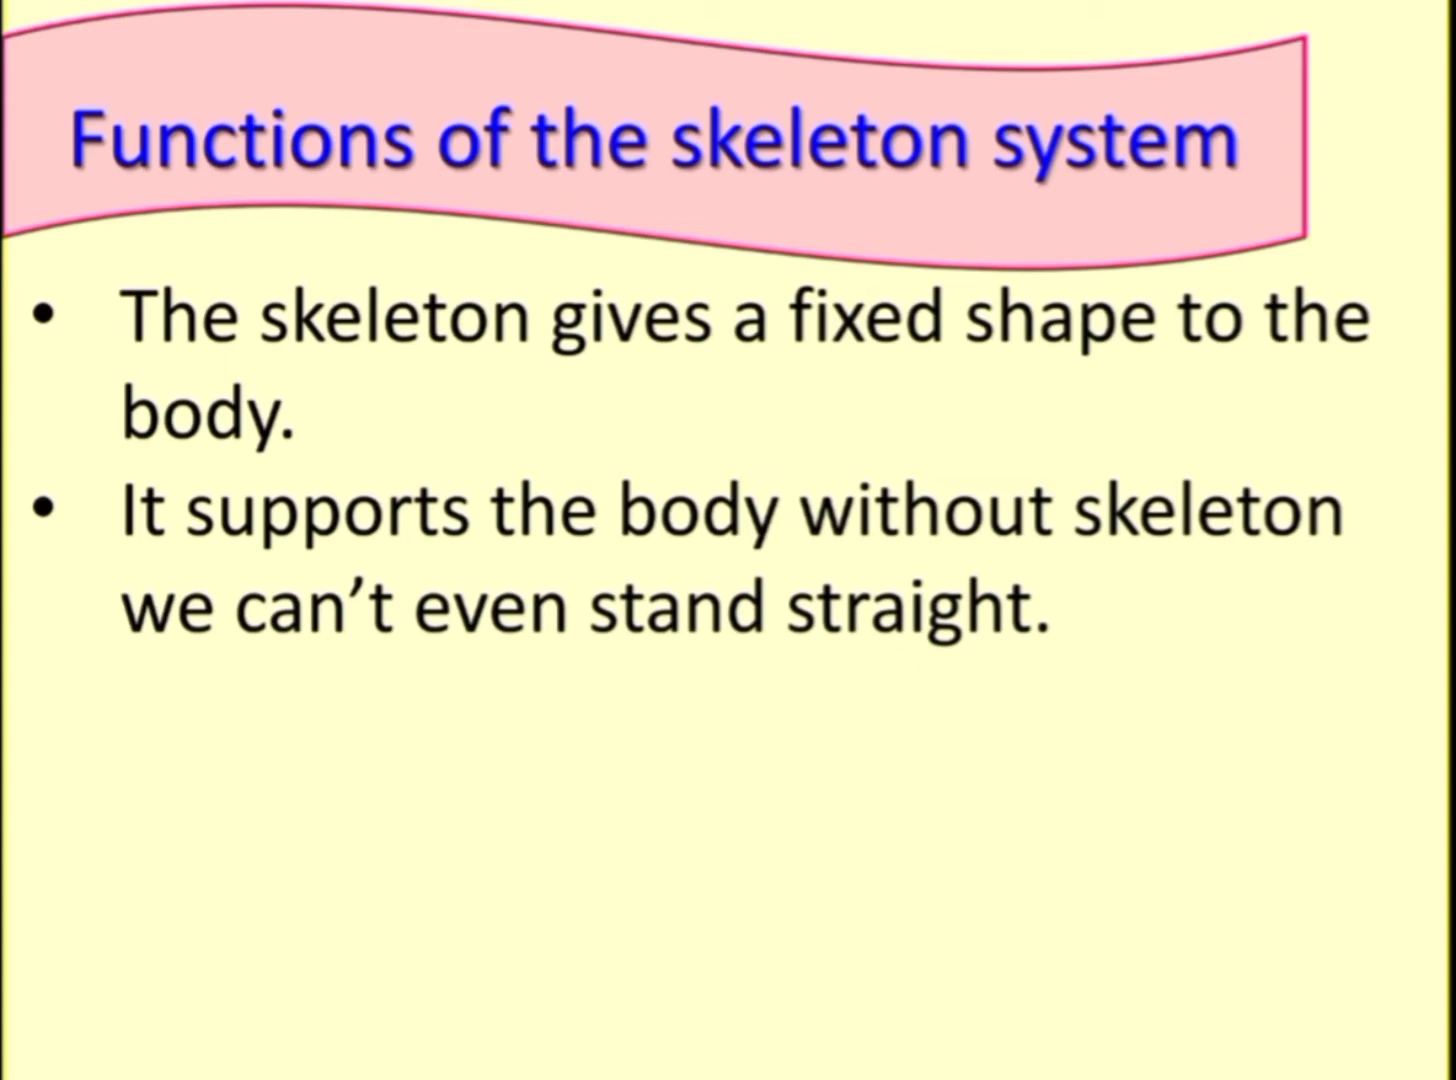 Functions of the skeleton system
• The skeleton gives a fixed shape to the
body.
• It supports the body without skeleton
we can’t even stand straight.